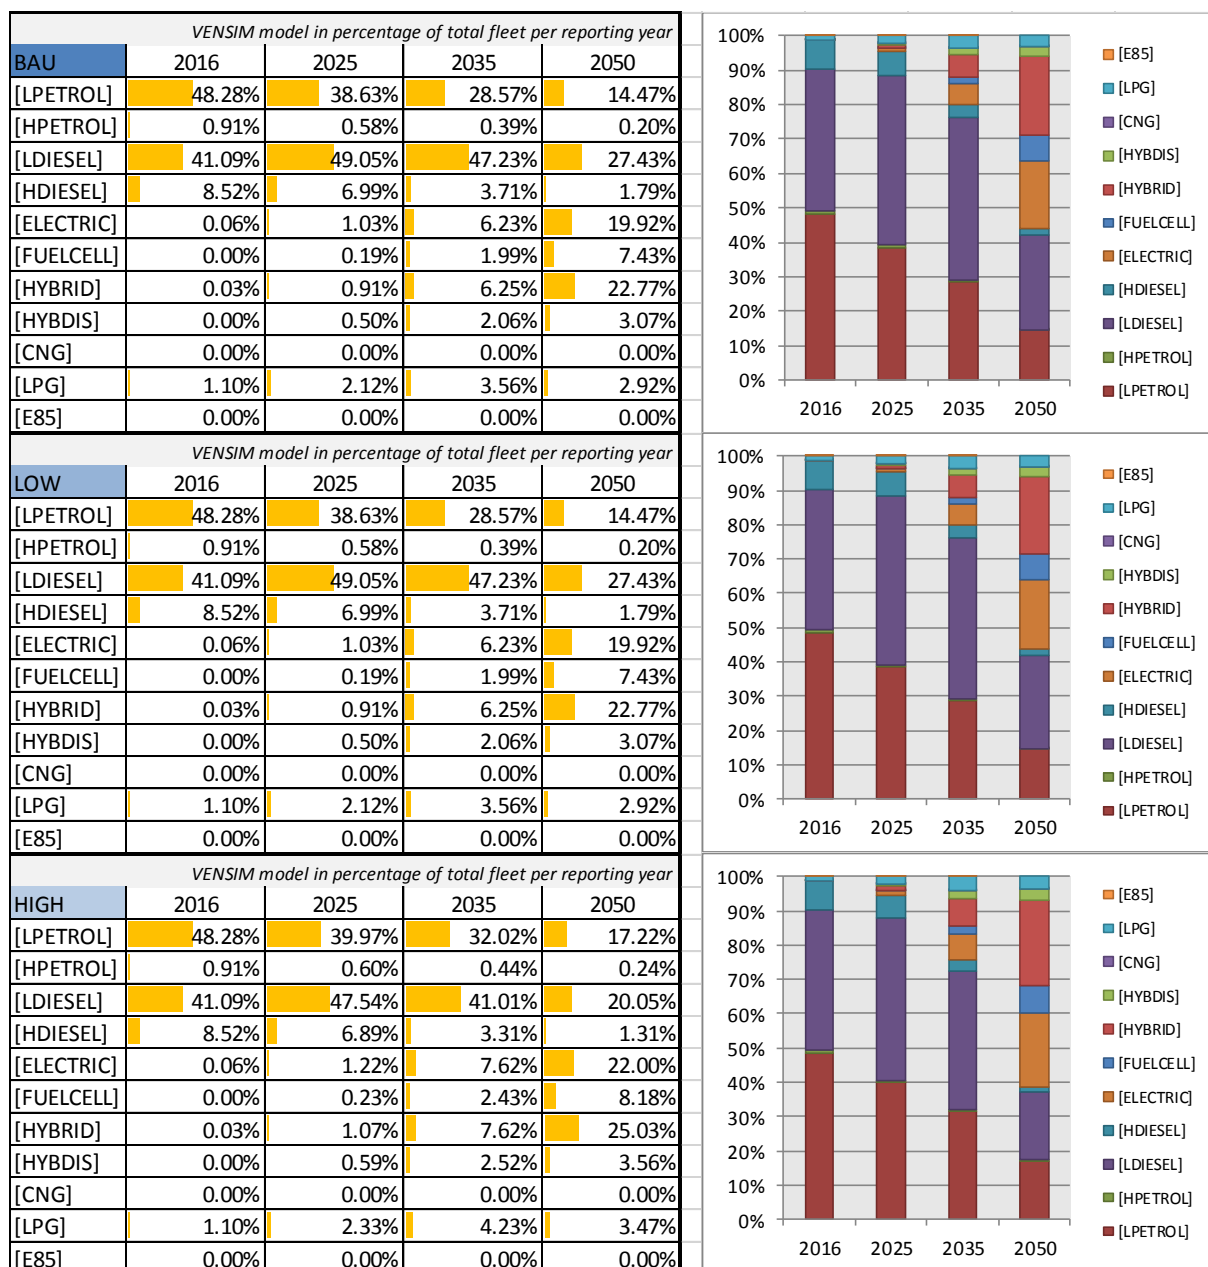 VENSIM model in percentage of total fleet per reporting year
BAU 2016 2025 2035 2050
[LPETROL] 48.28% 38.63% 28.57% 14.47%
[HPETROL] 0.91% 0.58% 0.39% 0.20%
[LDIESEL] 41.09% 49.05% 47.23% 27.43%
[HDIESEL] 8.52% 6.99% 3.71% 1.79%
[ELECTRIC] 0.06% 1.03% 6.23% 19.92%
[FUELCELL] 0.00% 0.19% 1.99% 7.43%
[HYBRID] 0.03% 0.91% 6.25% 22.77%
[HYBDIS] 0.00% 0.50% 2.06% 3.07%
[CNG] 0.00% 0.00% 0.00% 0.00%
[LPG] 1.10% 2.12% 3.56% 2.92%
[E85] 0.00% 0.00% 0.00% 0.00%
100%
90%
80%
70%
60%
50%
40%
30%
20%
10%
0%
2016 2025 2035 2050
[E85]
[LPG]
[CNG]
[HYBDIS]
[HYBRID]
[FUELCELL]
[ELECTRIC]
[HDIESEL]
[LDIESEL]
[HPETROL]
[LPETROL]
VENSIM model in percentage of total fleet per reporting year
LOW 2016 2025 2035 2050
[LPETROL] 48.28% 38.63% 28.57% 14.47%
[HPETROL] 0.91% 0.58% 0.39% 0.20%
[LDIESEL] 41.09% 49.05% 47.23% 27.43%
[HDIESEL] 8.52% 6.99% 3.71% 1.79%
[ELECTRIC] 0.06% 1.03% 6.23% 19.92%
[FUELCELL] 0.00% 0.19% 1.99% 7.43%
[HYBRID] 0.03% 0.91% 6.25% 22.77%
[HYBDIS] 0.00% 0.50% 2.06% 3.07%
[CNG] 0.00% 0.00% 0.00% 0.00%
[LPG] 1.10% 2.12% 3.56% 2.92%
[E85] 0.00% 0.00% 0.00% 0.00%
100%
90%
80%
70%
60%
50%
40%
30%
20%
10%
0%
2016 2025 2035 2050
[E85]
[LPG]
[CNG]
[HYBDIS]
[HYBRID]
[FUELCELL]
[ELECTRIC]
[HDIESEL]
[LDIESEL]
[HPETROL]
[LPETROL]
VENSIM model in percentage of total fleet per reporting year
HIGH 2016 2025 2035 2050
[LPETROL] 48.28% 39.97% 32.02% 17.22%
[HPETROL] 0.91% 0.60% 0.44% 0.24%
[LDIESEL] 41.09% 47.54% 41.01% 20.05%
[HDIESEL] 8.52% 6.89% 3.31% 1.31%
[ELECTRIC] 0.06% 1.22% 7.62% 22.00%
[FUELCELL] 0.00% 0.23% 2.43% 8.18%
[HYBRID] 0.03% 1.07% 7.62% 25.03%
[HYBDIS] 0.00% 0.59% 2.52% 3.56%
[CNG] 0.00% 0.00% 0.00% 0.00%
[LPG] 1.10% 2.33% 4.23% 3.47%
[E85] 0.00% 0.00% 0.00% 0.00%
100%
90%
80%
70%
60%
50%
40%
30%
20%
10%
0%
2016 2025 2035 2050
[E85]
[LPG]
[CNG]
[HYBDIS]
[HYBRID]
[FUELCELL]
[ELECTRIC]
[HDIESEL]
[LDIESEL]
[HPETROL]
[LPETROL]